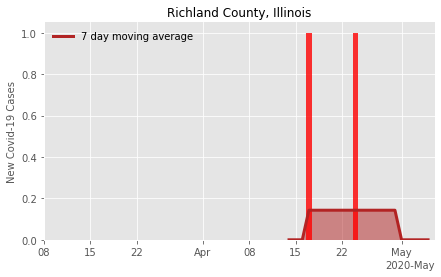 Richland County, Illinois
7 day moving average
New Covid-19 Cases
1.0
0.8
0.6
0.4
0.2
0.0
08 15 22 Apr 08 15 22 May
2020-May